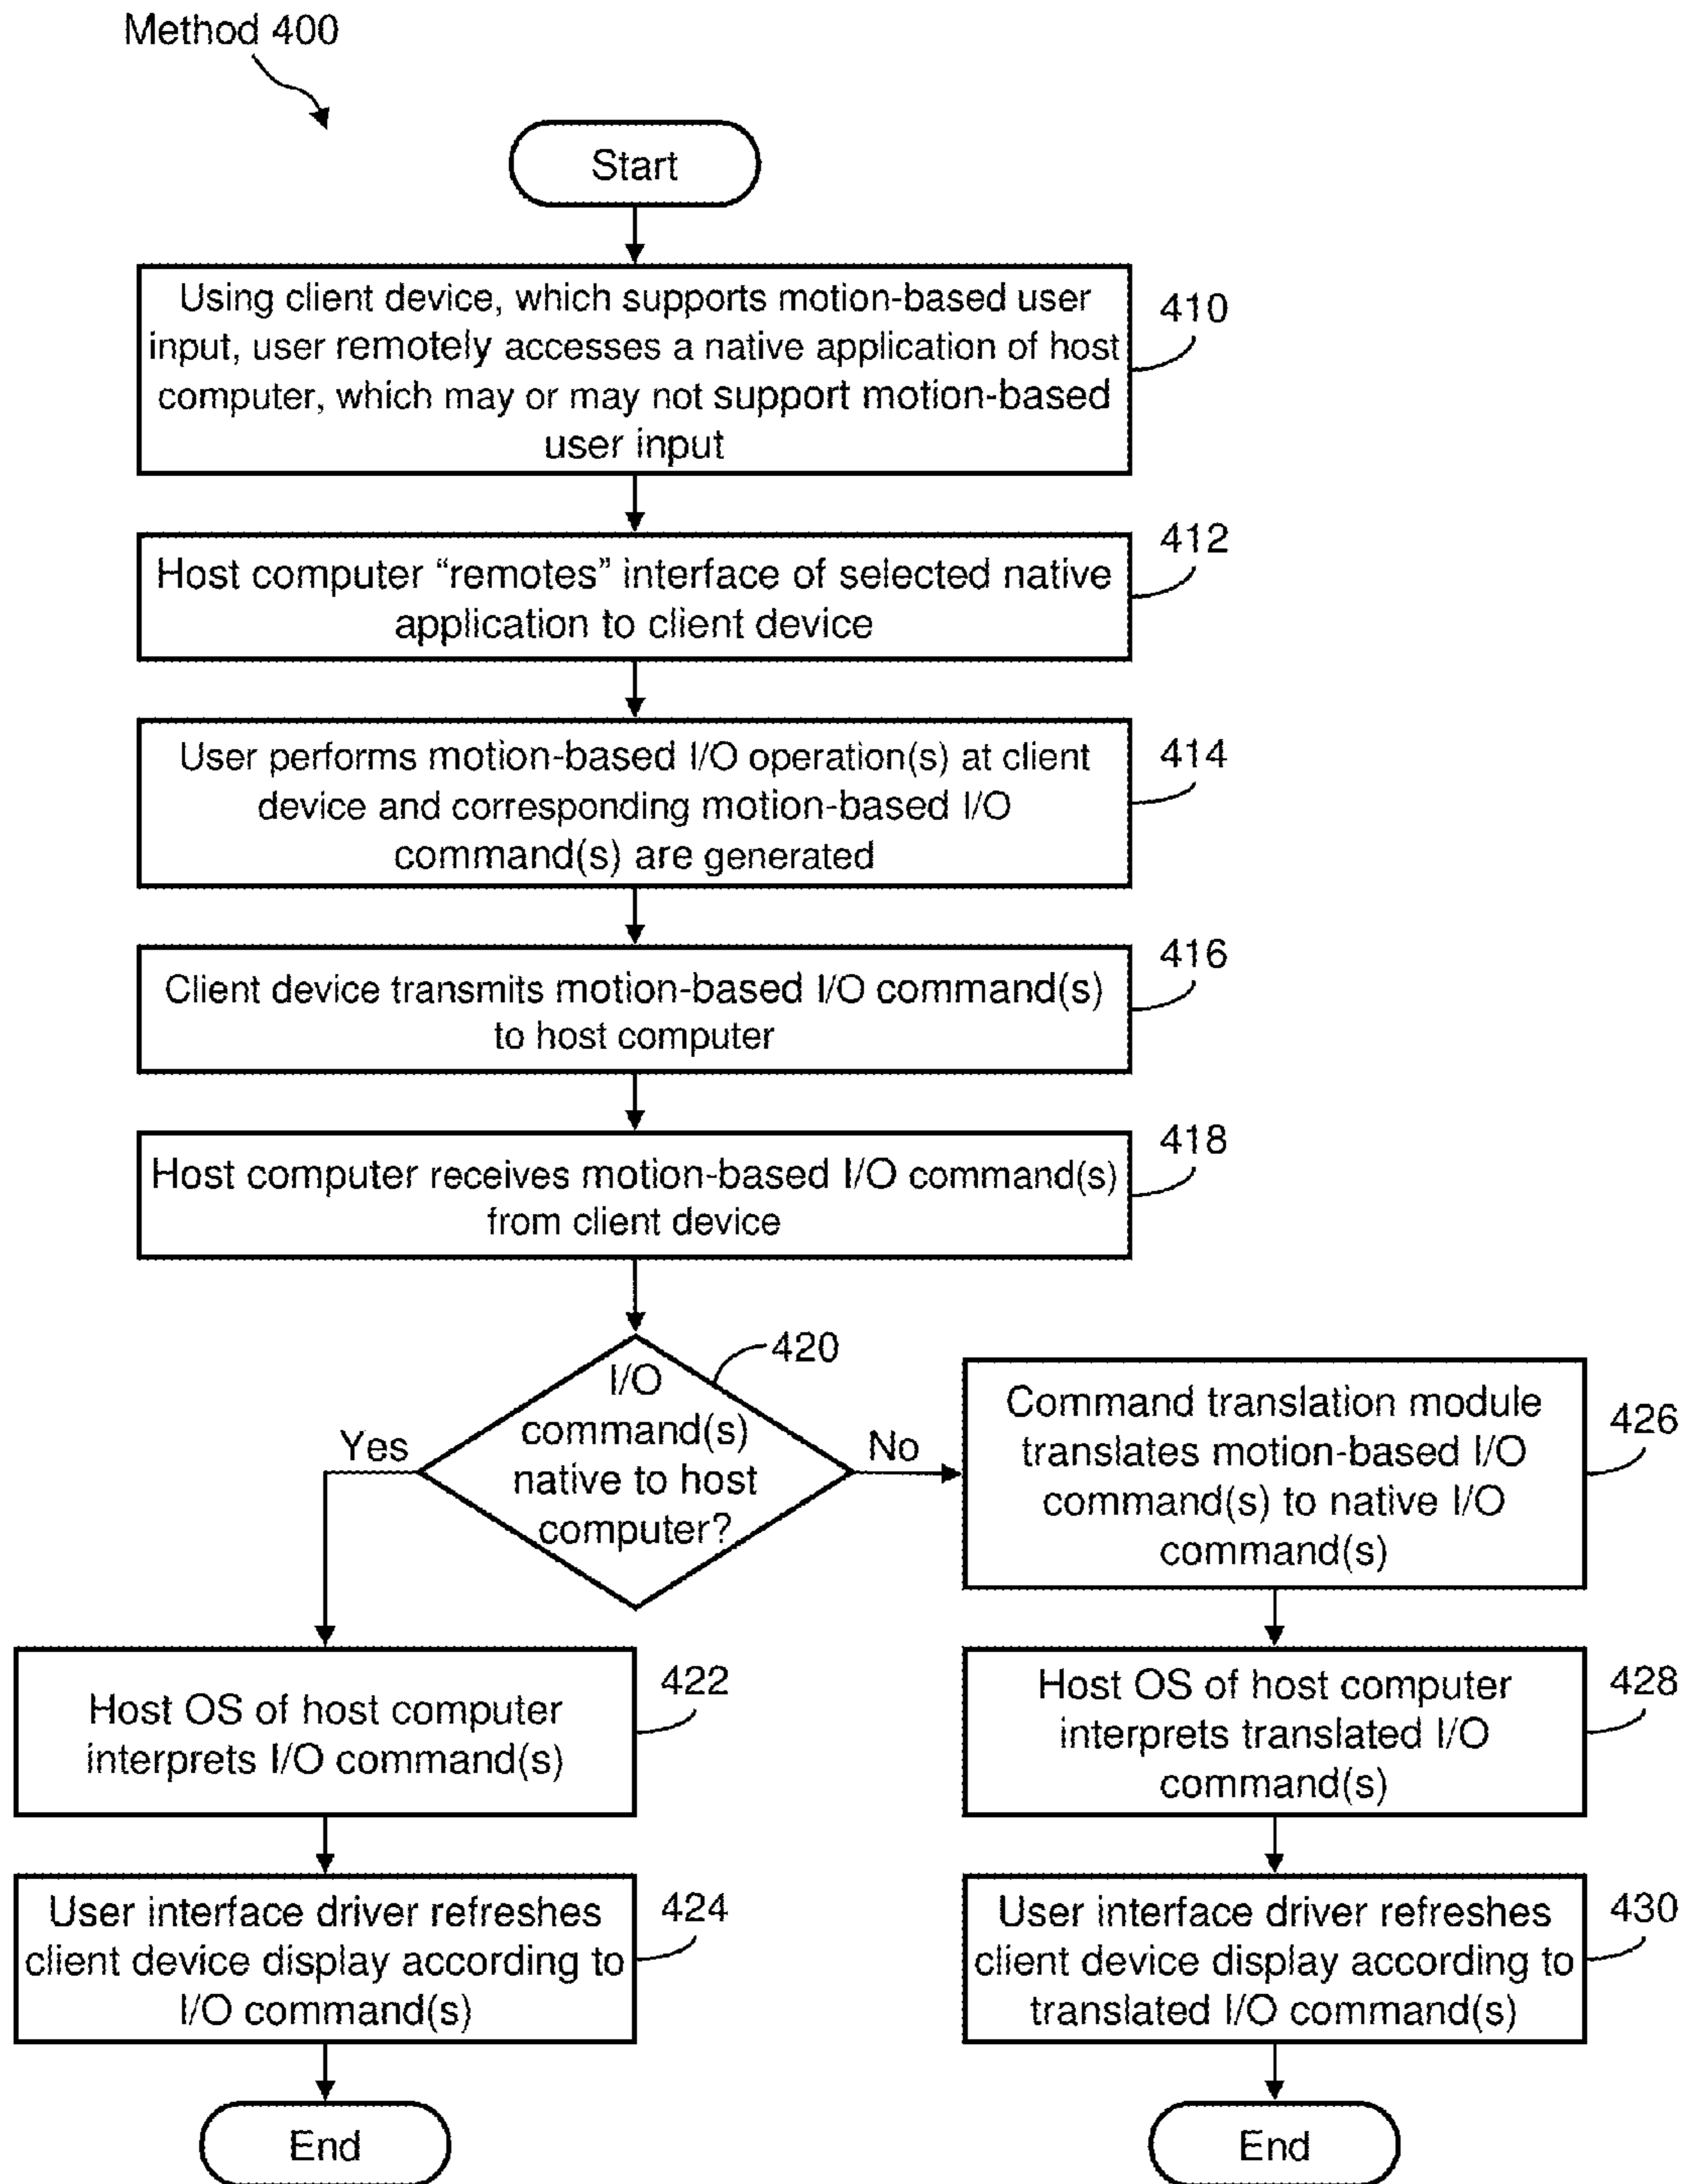 Method 400
Start
Using client device, which supports motion-based user
input, user remotely accesses a native application of host
computer, which may or may not support motion-based
user input
410
Host computer “remotes” interface of selected native
application to client device
412
User performs motion-based I/O operation(s) at client
device and corresponding motion-based I/O
command(s) are generated
414
Client device transmits motion-based I/O command(s)
to host computer
416
Host computer receives motion-based I/O command(s)
from client device
418
I/O
command(s)
native to host
computer?
420
Yes
No
Command translation module
translates motion-based I/O
command(s) to native I/O
command(s)
426
Host OS of host computer
interprets I/O command(s)
422
Host OS of host computer
interprets translated I/O
command(s)
428
User interface driver refreshes
client device display according to
I/O command(s)
424
User interface driver refreshes
client device display according to
translated I/O command(s)
430
End
End